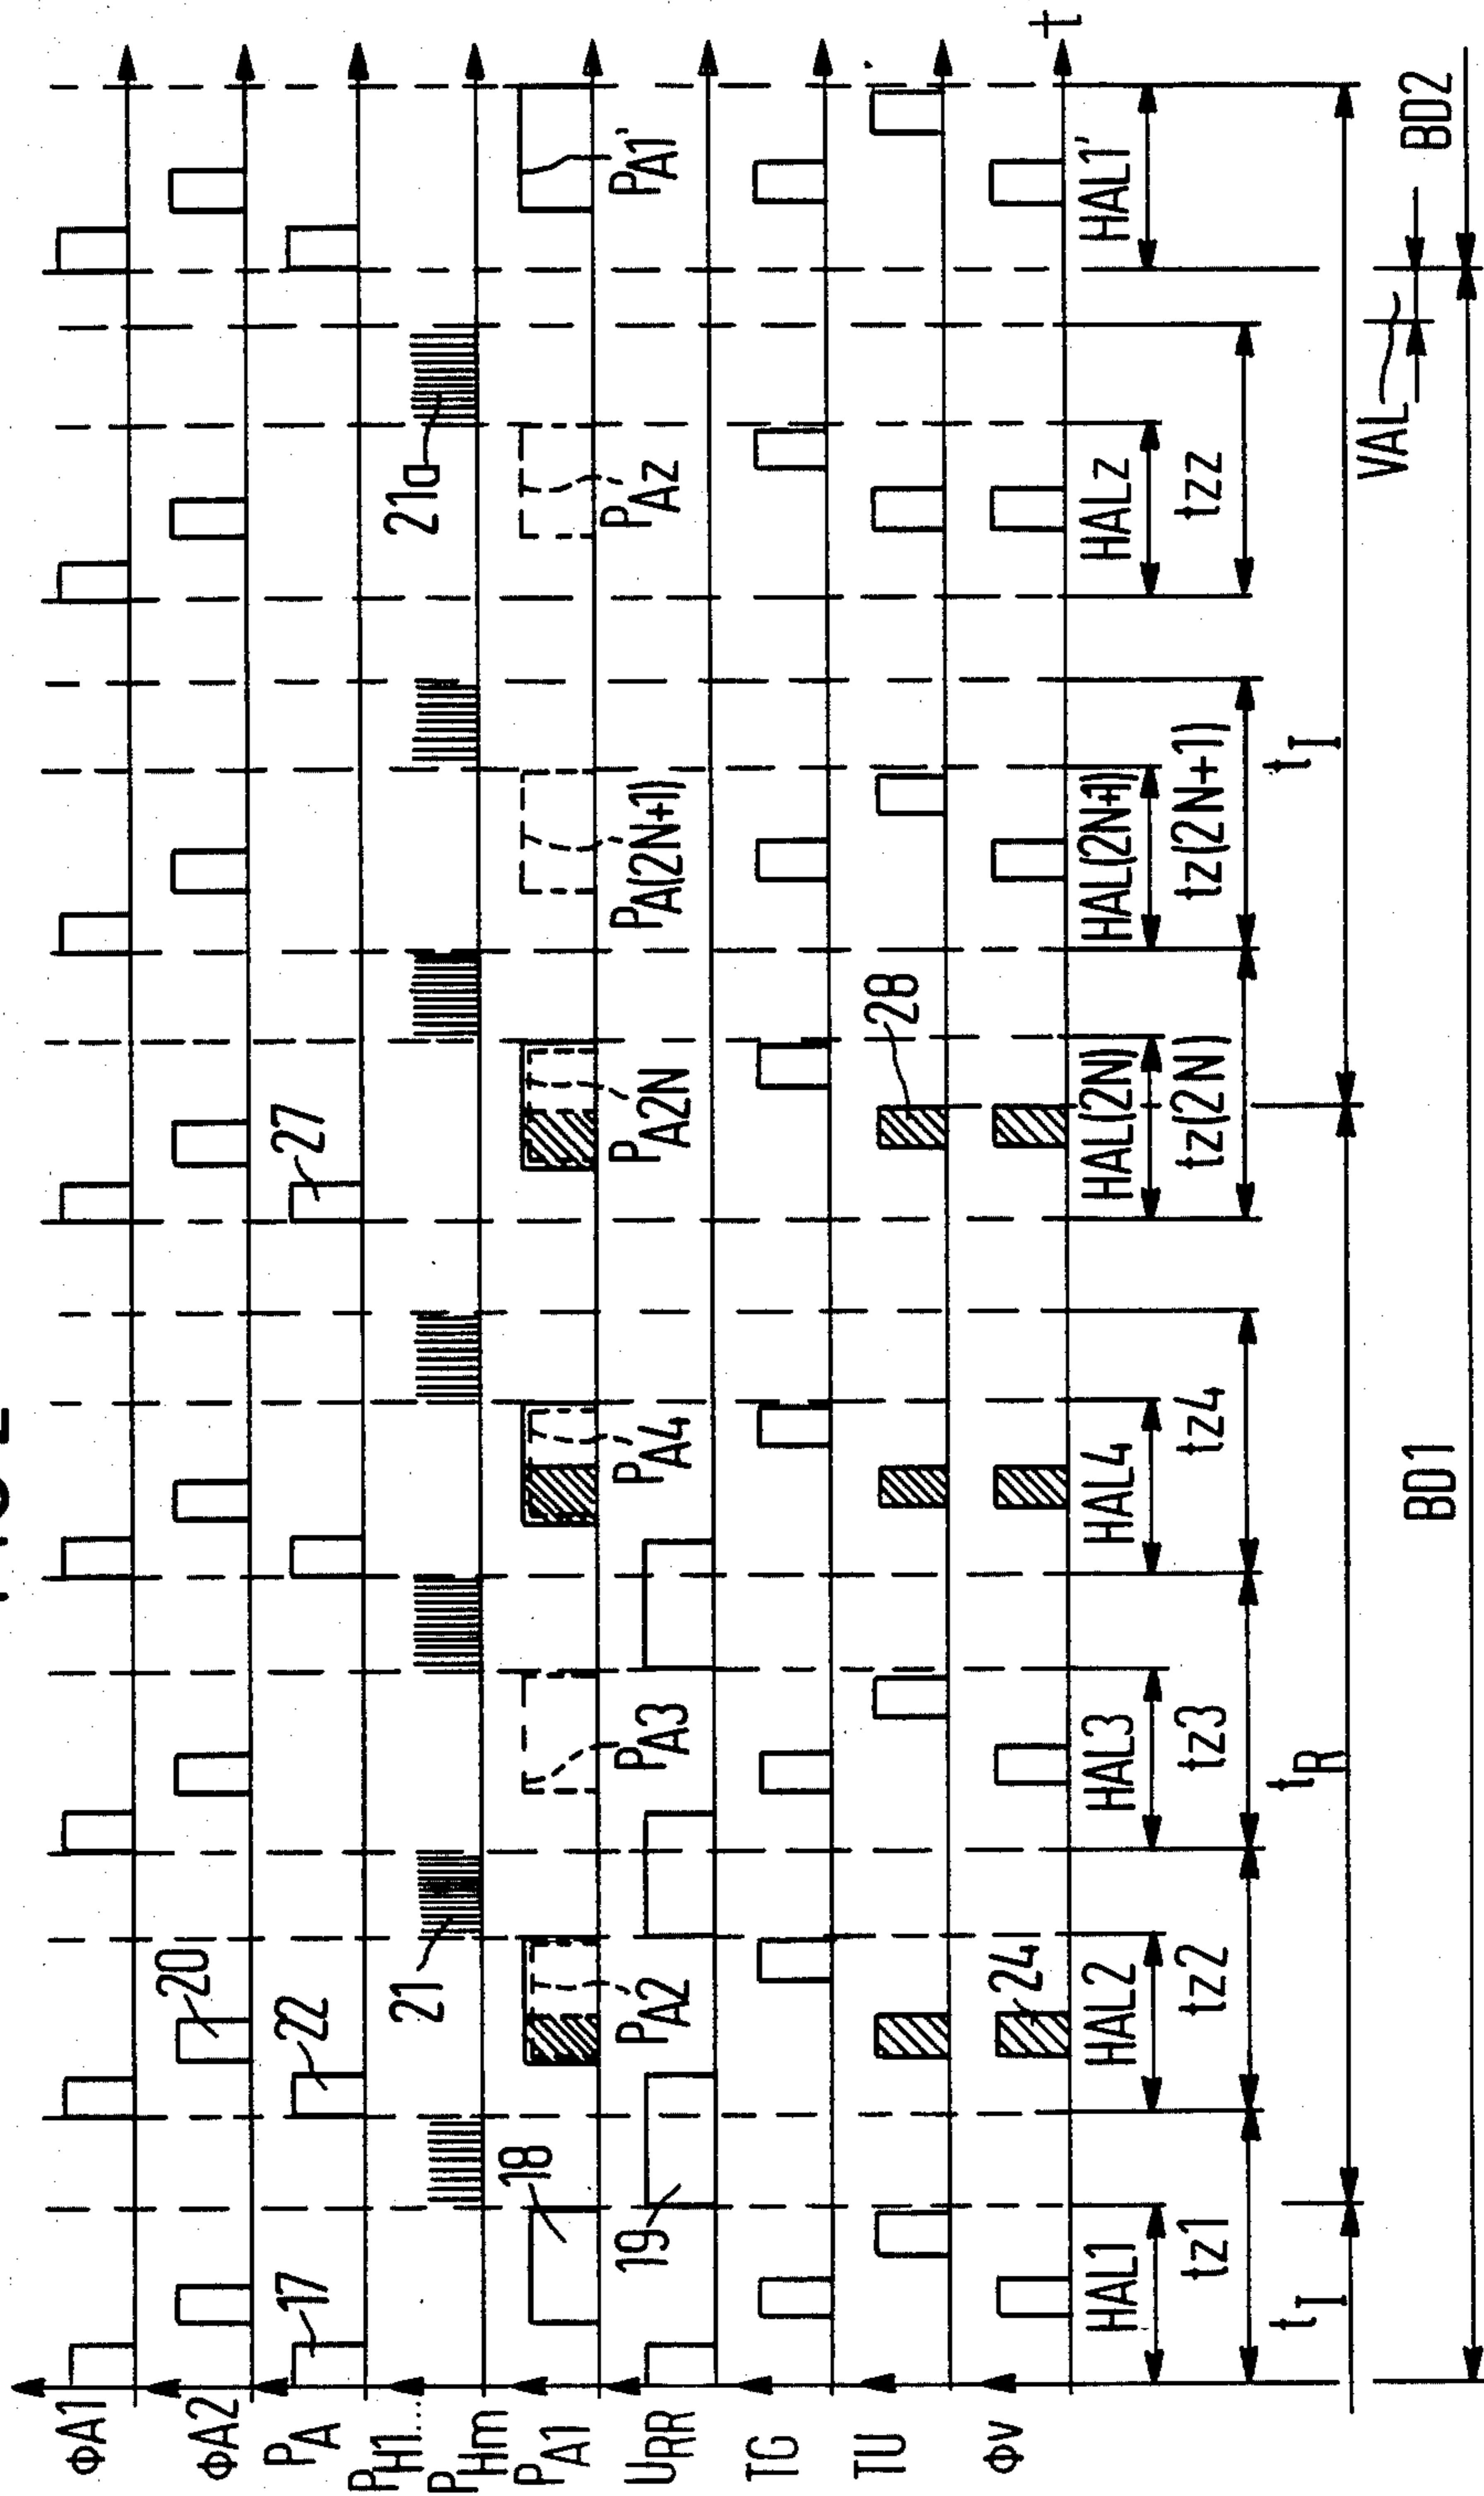 ΦA1
ΦA2
PA
PH1...
PHm
PA1
URR
TG
TU
ΦV
17
20
22
27
21
21a
18
PA2'
PA3'
PA4'
PA2N'
PA(2N+1)'
PAz'
PA1'
19
28
24
t
HAL1
HAL2
HAL3
HAL4
HAL(2N)
HAL(2N+1)
HALz
HAL1'
tz1
tz2
tz3
tz4
tz(2N)
tz(2N+1)
tzz
tI
tR
tI
VAL
BD1
BD2